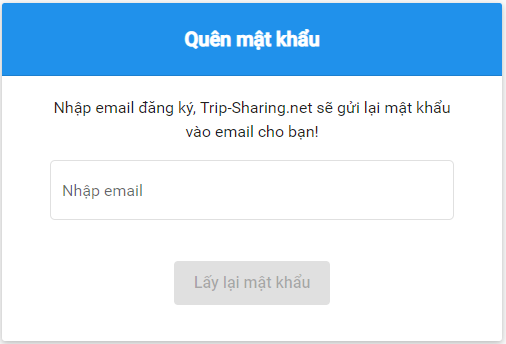 Quên mật khẩu
Nhập email đăng ký, Trip-Sharing.net sẽ gửi lại mật khẩu
vào email cho bạn!
Nhập email
Lấy lại mật khẩu